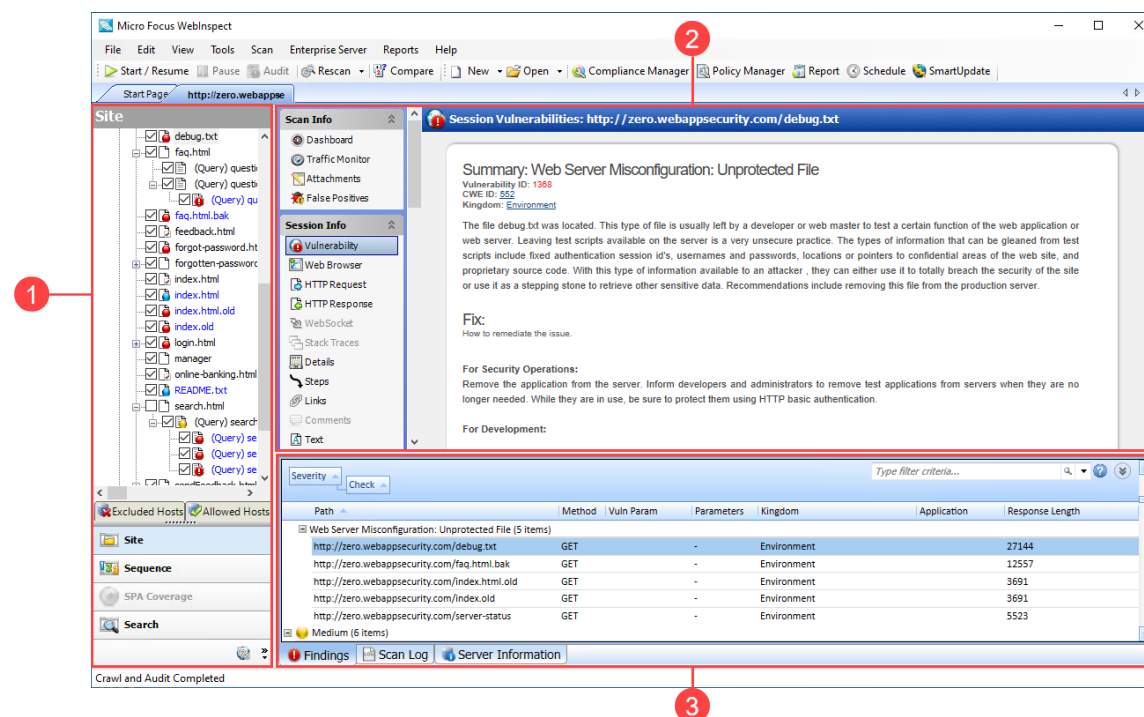 Micro Focus WebInspect
File Edit View Tools Scan Enterprise Server Reports Help
2
Start / Resume Pause Audit Rescan Compare New Open Compliance Manager Policy Manager Report Schedule SmartUpdate
Start Page http://zero.webappse
Site
debug.txt
faq.html
(Query) questi
(Query) questi
(Query) qu
faq.html.bak
feedback.html
forgot-password.ht
forgotten-password
index.html
index.html
index.html.old
index.old
login.html
manager
online-banking.html
README.txt
search.html
(Query) search
(Query) se
(Query) se
(Query) se
sendFeedback.html
1
Excluded Hosts Allowed Hosts
Site
Sequence
SPA Coverage
Search
Scan Info
Dashboard
Traffic Monitor
Attachments
False Positives
Session Info
Vulnerability
Web Browser
HTTP Request
HTTP Response
WebSocket
Stack Traces
Details
Steps
Links
Comments
Text
Session Vulnerabilities: http://zero.webappsecurity.com/debug.txt
Summary: Web Server Misconfiguration: Unprotected File
Vulnerability ID: 1368
CWE ID: 552
Kingdom: Environment
The file debug.txt was located. This type of file is usually left by a developer or web master to test a certain function of the web application or
web server. Leaving test scripts available on the server is a very unsecure practice. The types of information that can be gleaned from test
scripts include fixed authentication session id's, usernames and passwords, locations or pointers to confidential areas of the web site, and
proprietary source code. With this type of information available to an attacker , they can either use it to totally breach the security of the site
or use it as a stepping stone to retrieve other sensitive data. Recommendations include removing this file from the production server.
Fix:
How to remediate the issue.
For Security Operations:
Remove the application from the server. Inform developers and administrators to remove test applications from servers when they are no
longer needed. While they are in use, be sure to protect them using HTTP basic authentication.
For Development:
Severity
Check
Type filter criteria...
Path Method Vuln Param Parameters Kingdom Application Response Length
Web Server Misconfiguration: Unprotected File (5 items)
http://zero.webappsecurity.com/debug.txt GET - Environment 27144
http://zero.webappsecurity.com/faq.html.bak GET - Environment 12557
http://zero.webappsecurity.com/index.html.old GET - Environment 3691
http://zero.webappsecurity.com/index.old GET - Environment 3691
http://zero.webappsecurity.com/server-status GET - Environment 5523
Medium (6 items)
Findings Scan Log Server Information
Crawl and Audit Completed
3